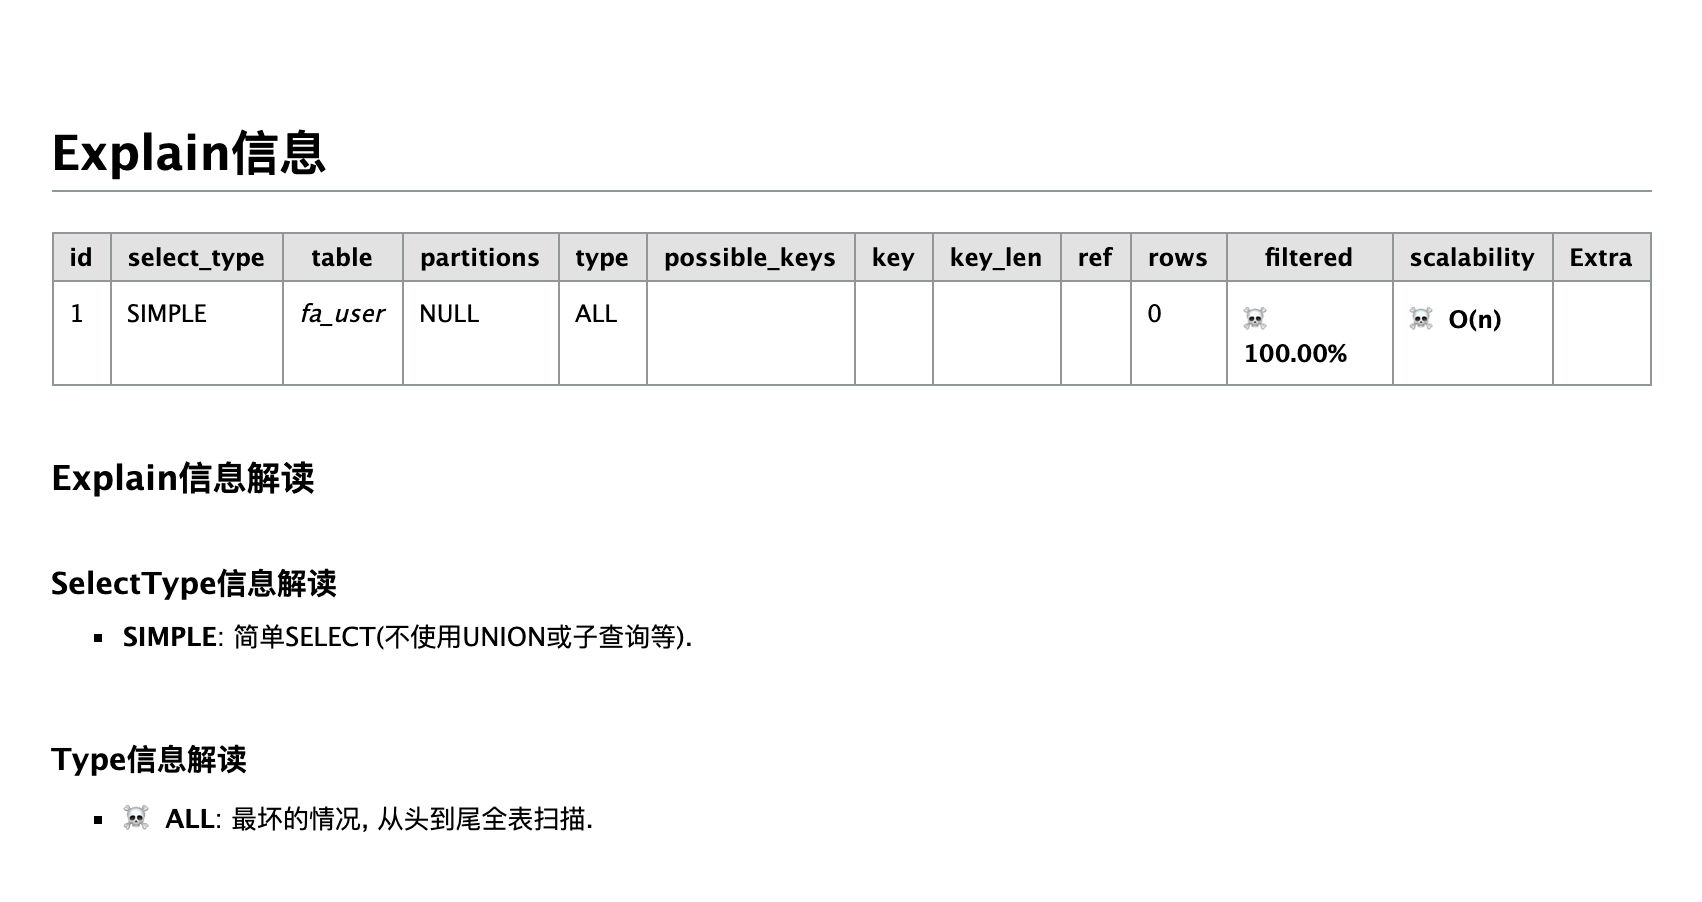 Explain信息
id select_type table partitions type possible_keys key key_len ref rows filtered scalability Extra
1 SIMPLE fa_user NULL ALL 0 ☠️ 100.00% ☠️ O(n)
Explain信息解读
SelectType信息解读
▪ SIMPLE: 简单SELECT(不使用UNION或子查询等).
Type信息解读
▪ ☠️ ALL: 最坏的情况, 从头到尾全表扫描.